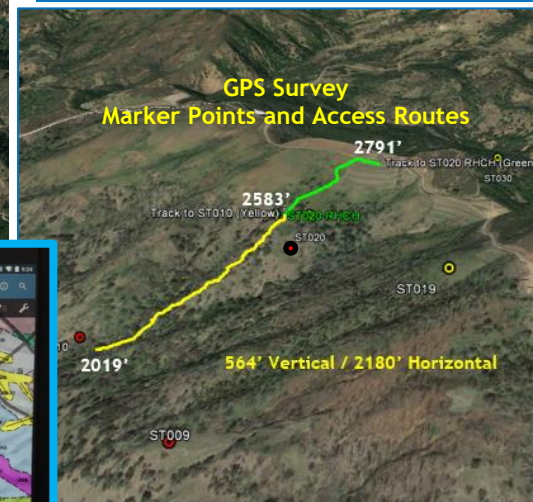 GPS Survey
Marker Points and Access Routes
2791'
Track to ST020 RHCH (Green
ST030
2583'
Track to ST010 (Yellow) ST020 RHCH
ST020
ST019
10
2019'
564' Vertical / 2180' Horizontal
ST009